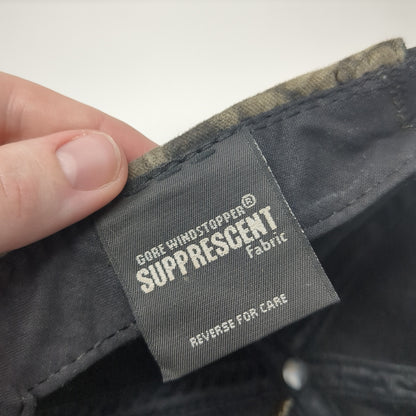 GORE WINDSTOPPER®
SUPPRESCENT
Fabric
REVERSE FOR CARE